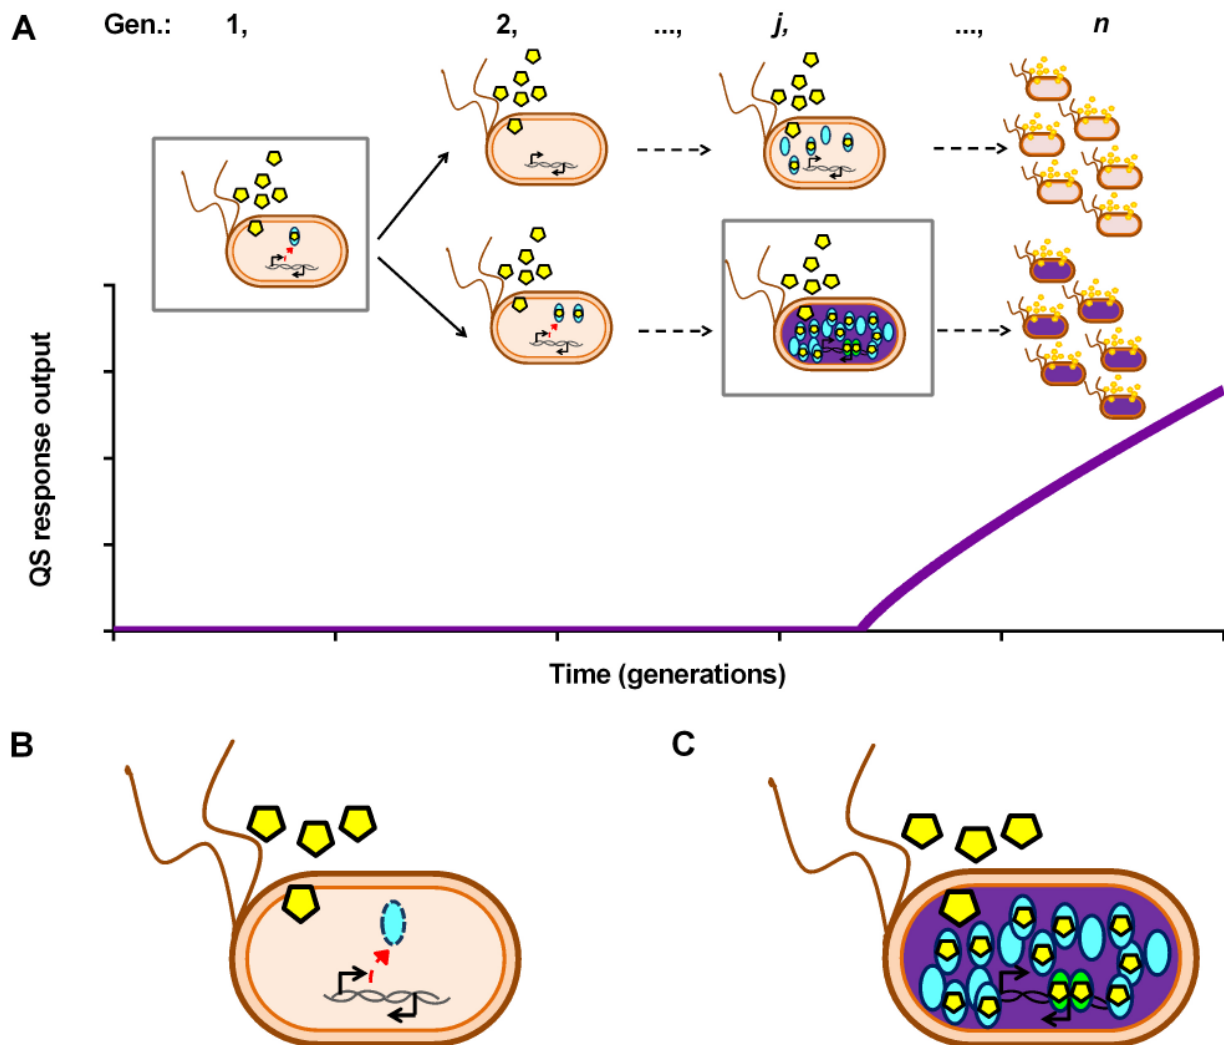 A
Gen.: 1, 2, ..., j, ..., n
QS response output
Time (generations)
B
C